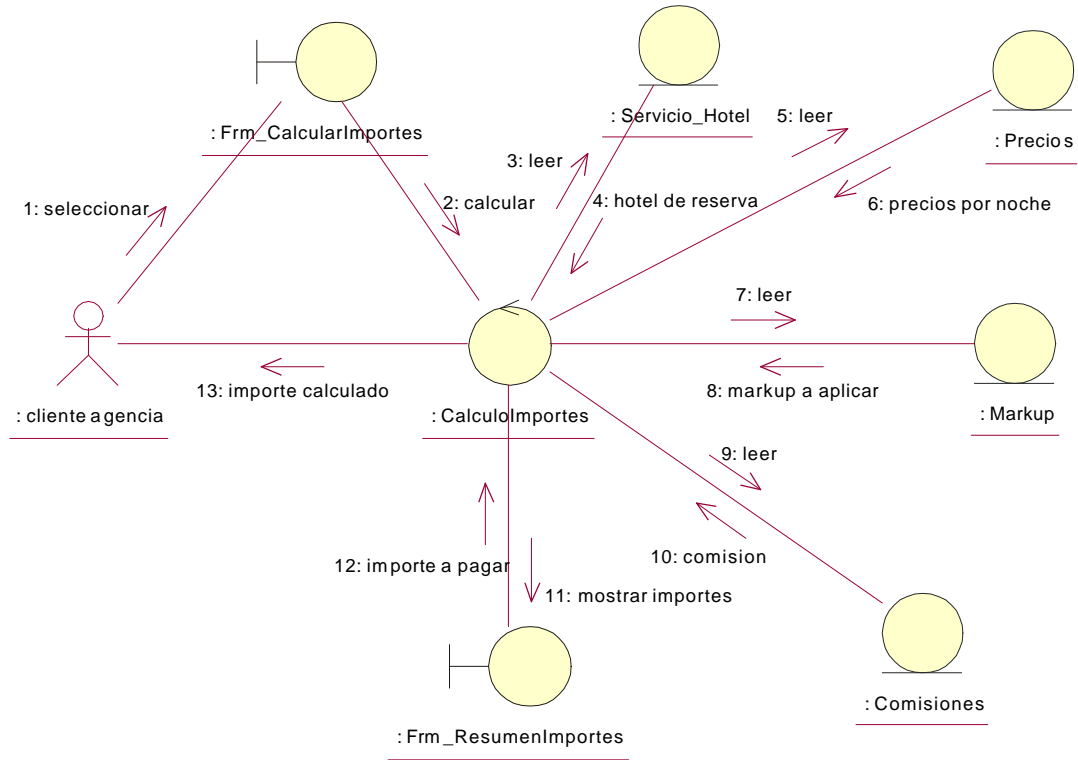 : Servicio_Hotel
5: leer
: Frm_CalcularImportes
: Precios
3: leer
1: seleccionar
2: calcular
4: hotel de reserva
6: precios por noche
7: leer
13: importe calculado
8: markup a aplicar
: cliente agencia
: CalculoImportes
: Markup
9: leer
10: comision
12: importe a pagar
11: mostrar importes
: Comisiones
: Frm_ResumenImportes